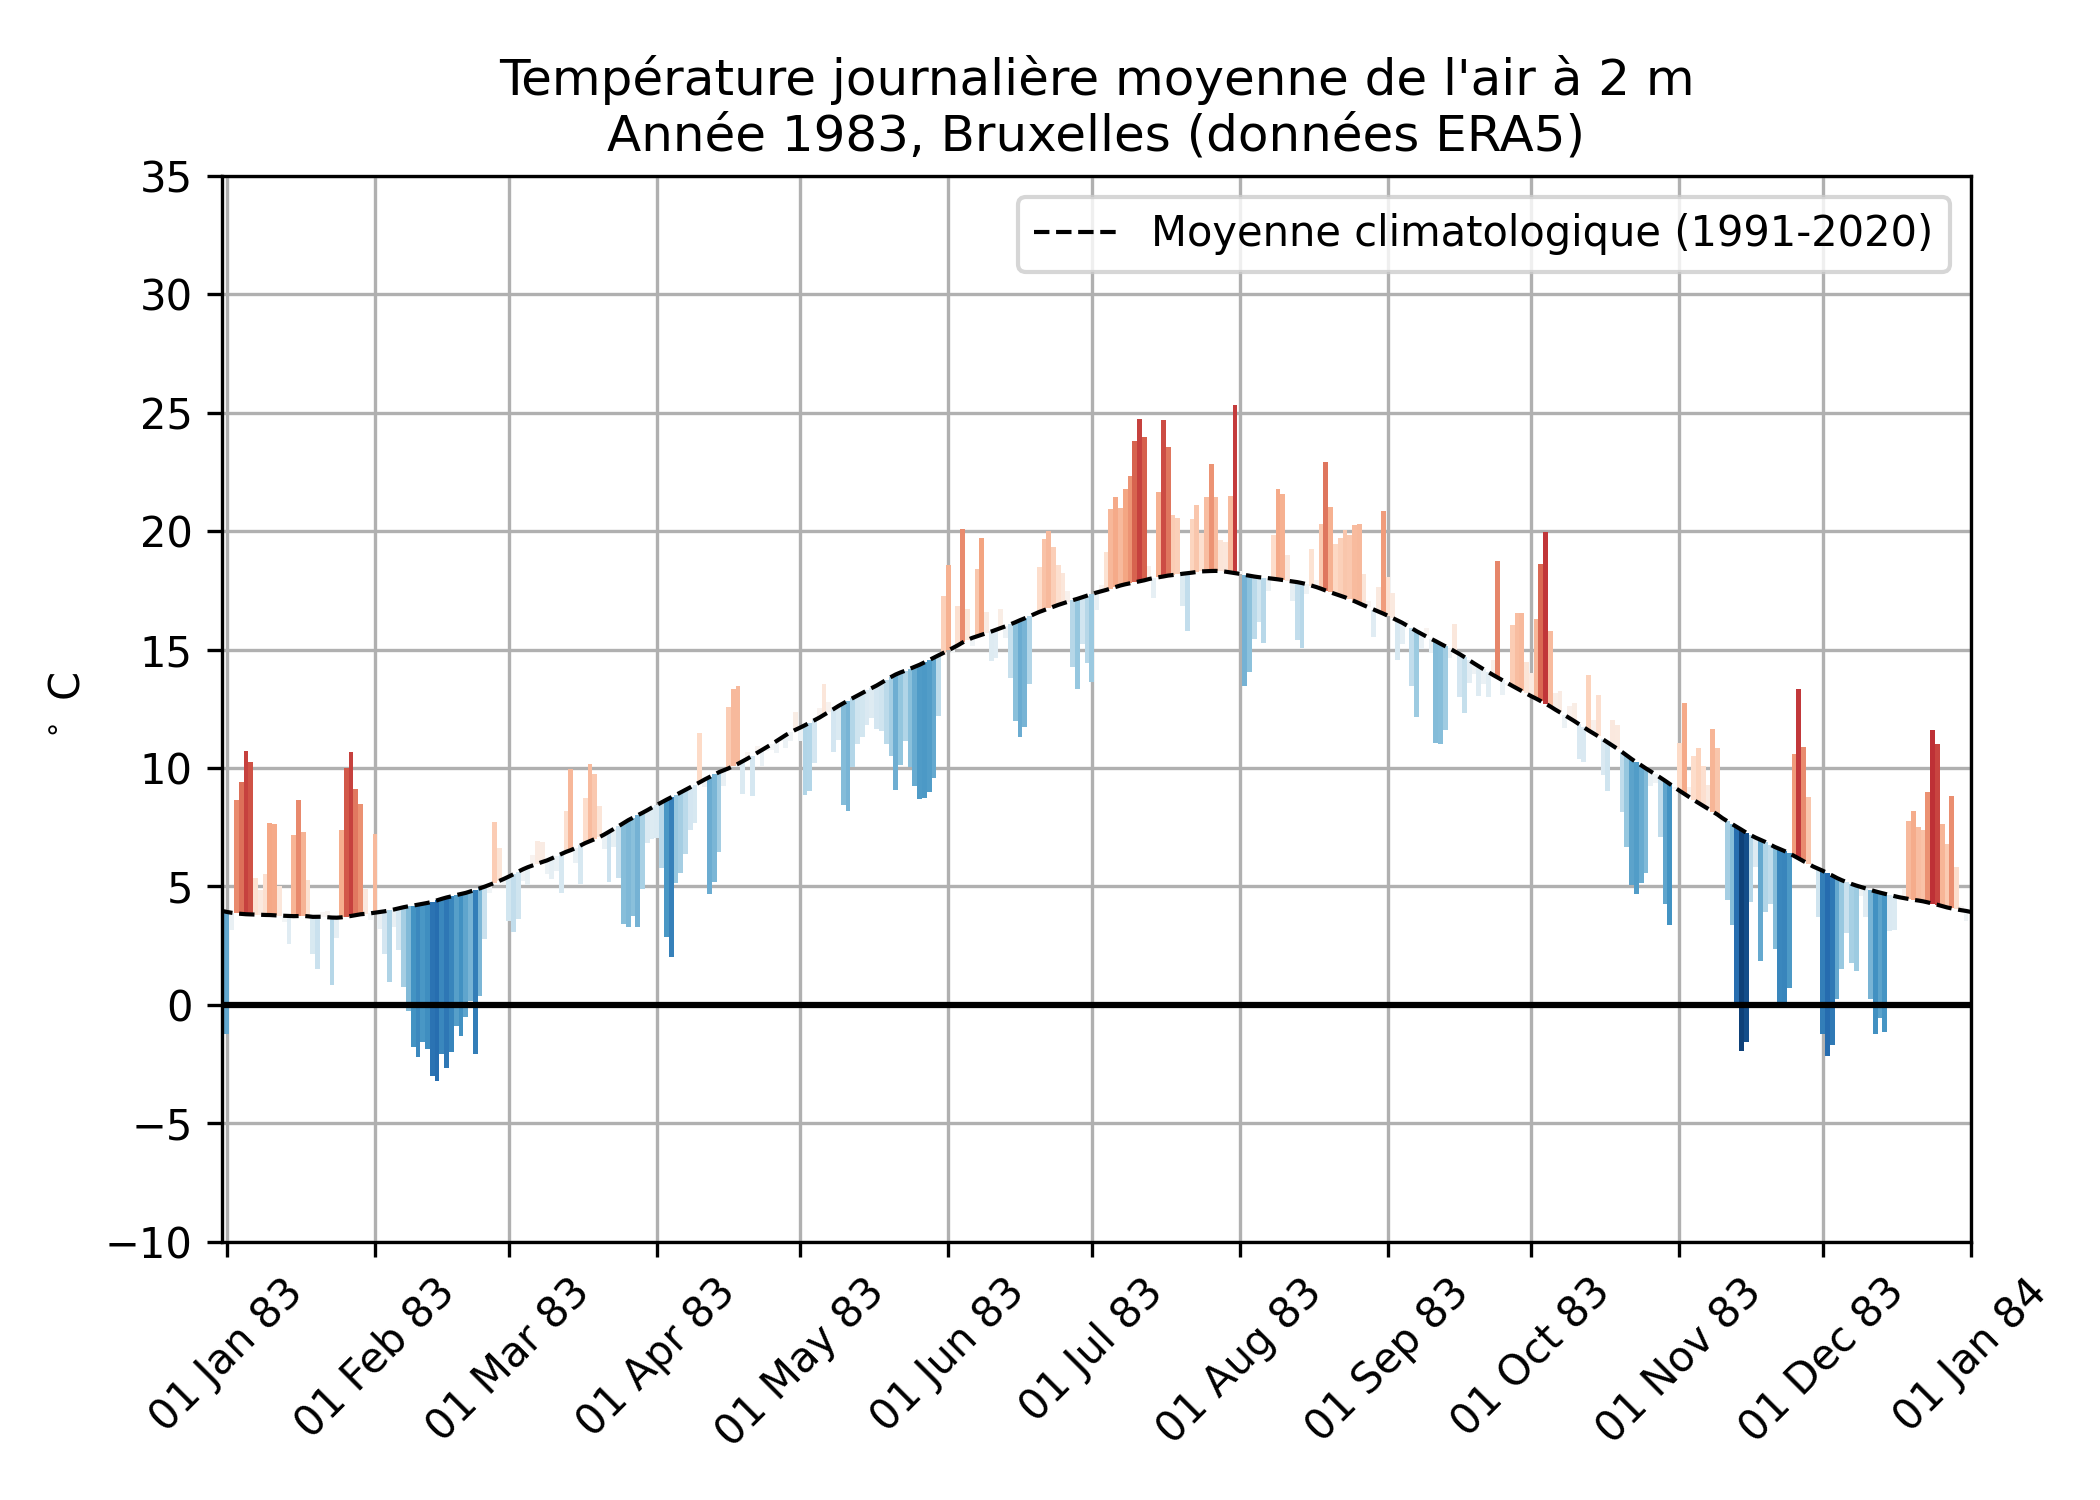 Température journalière moyenne de l'air à 2 m
Année 1983, Bruxelles (données ERA5)
Moyenne climatologique (1991-2020)
° C
35
30
25
20
15
10
5
0
−5
−10
01 Jan 83
01 Feb 83
01 Mar 83
01 Apr 83
01 May 83
01 Jun 83
01 Jul 83
01 Aug 83
01 Sep 83
01 Oct 83
01 Nov 83
01 Dec 83
01 Jan 84